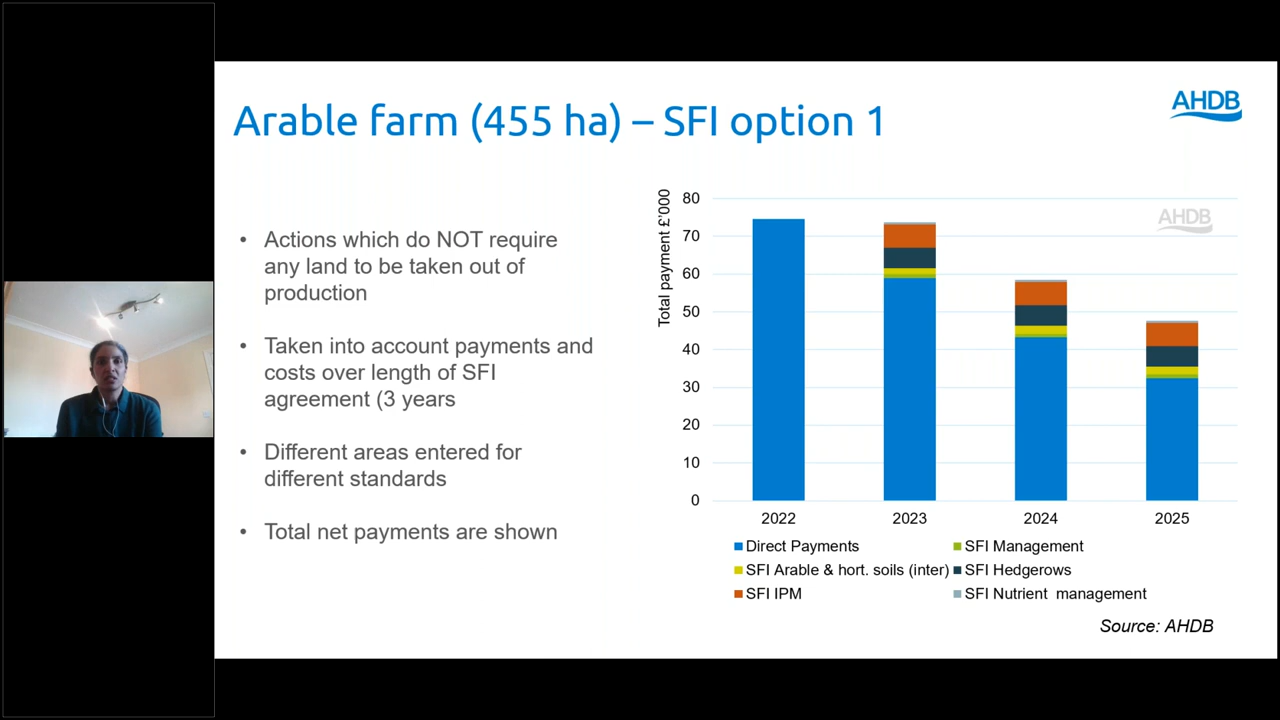 Arable farm (455 ha) – SFI option 1
AHDB
• Actions which do NOT require
any land to be taken out of
production
• Taken into account payments and
costs over length of SFI
agreement (3 years
• Different areas entered for
different standards
• Total net payments are shown
Total payment £'000
80
70
60
50
40
30
20
10
0
AHDB
2022 2023 2024 2025
Direct Payments SFI Management
SFI Arable & hort. soils (inter) SFI Hedgerows
SFI IPM SFI Nutrient management
Source: AHDB